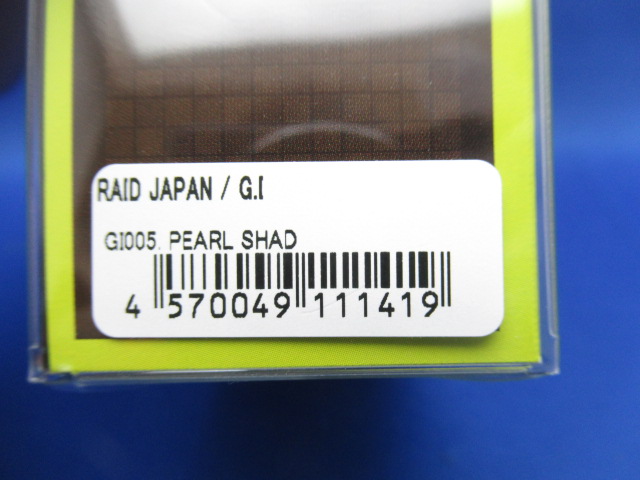 RAID JAPAN / G.I
GI005. PEARL SHAD
4 570049 111419